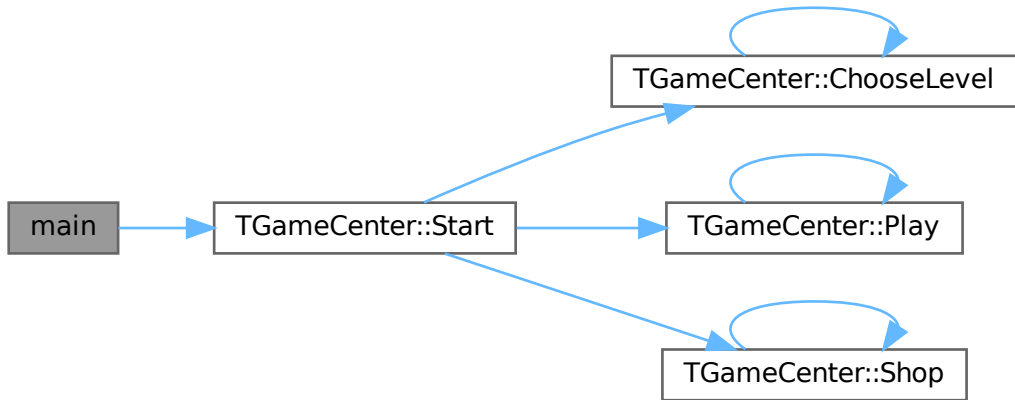 main
TGameCenter::Start
TGameCenter::ChooseLevel
TGameCenter::Play
TGameCenter::Shop